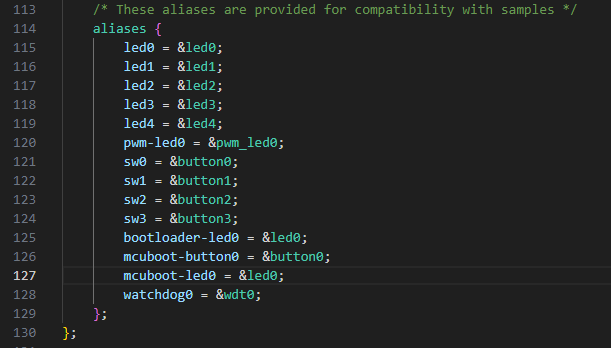 113 /* These aliases are provided for compatibility with samples */
114 aliases {
115 led0 = &led0;
116 led1 = &led1;
117 led2 = &led2;
118 led3 = &led3;
119 led4 = &led4;
120 pwm-led0 = &pwm_led0;
121 sw0 = &button0;
122 sw1 = &button1;
123 sw2 = &button2;
124 sw3 = &button3;
125 bootloader-led0 = &led0;
126 mcuboot-button0 = &button0;
127 mcuboot-led0 = &led0;
128 watchdog0 = &wdt0;
129 };
130 };